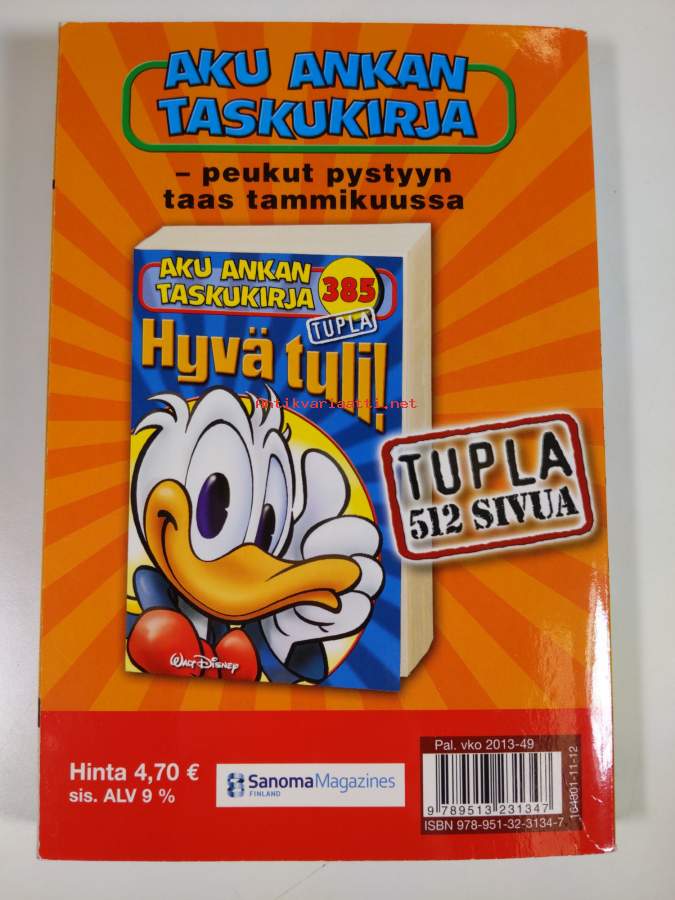 AKU ANKAN
TASKUKIRJA
– peukut pystyyn
taas tammikuussa
AKU ANKAN
TASKUKIRJA
385
TUPLA
Hyvä tuli!
Antikvariaatti.net
TUPLA
512 SIVUA
WALT DISNEY
Hinta 4,70 €
sis. ALV 9 %
SanomaMagazines
FINLAND
Pal. vko 2013-49
9 789513 231347
ISBN 978-951-32-3134-7
164801-11-12